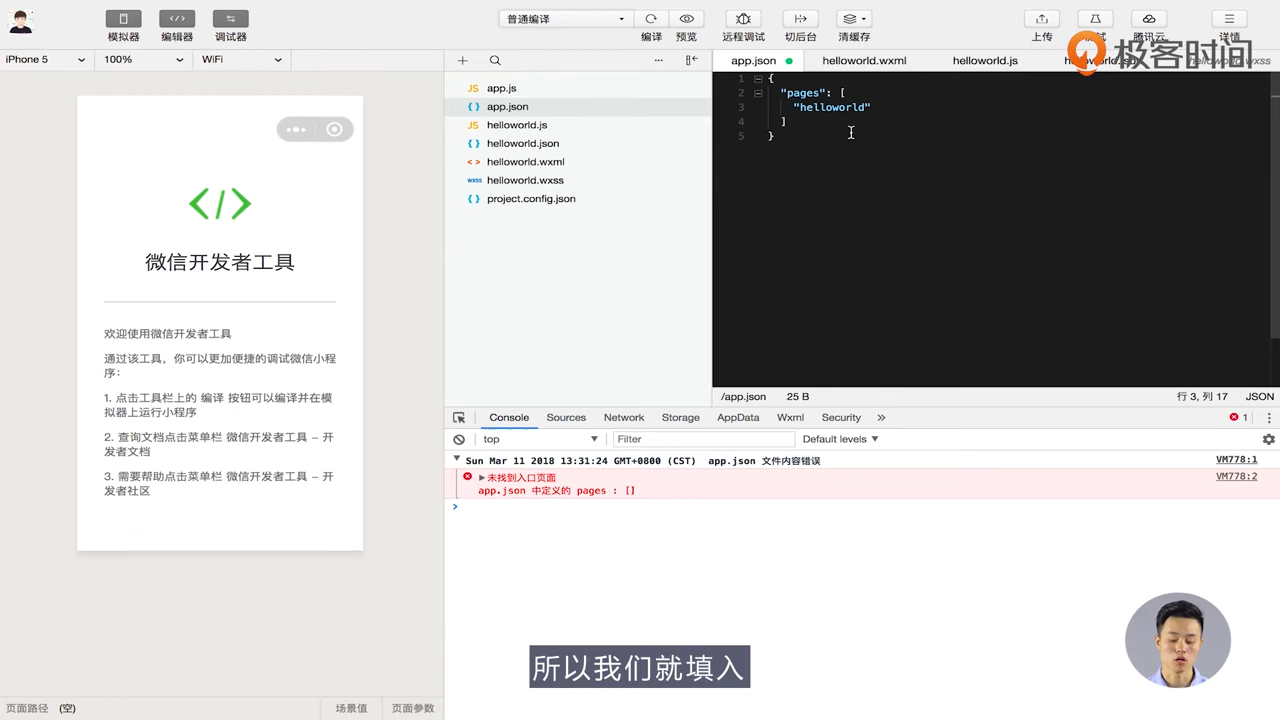 模拟器
编辑器
调试器
普通编译
编译
预览
远程调试
切后台
清缓存
上传
腾讯云
详情
极客时间
iPhone 5
100%
WiFi
app.json
helloworld.wxml
helloworld.js
JS app.js
{ } app.json
JS helloworld.js
{ } helloworld.json
< > helloworld.wxml
wxss helloworld.wxss
{ } project.config.json
1 {
2 "pages": [
3 "helloworld"
4 ]
5 }
</>
微信开发者工具
欢迎使用微信开发者工具
通过该工具，你可以更加便捷的调试微信小程
序：
1. 点击工具栏上的 编译 按钮可以编译并在模
拟器上运行小程序
2. 查询文档点击菜单栏 微信开发者工具 – 开
发者文档
3. 需要帮助点击菜单栏 微信开发者工具 – 开
发者社区
/app.json 25 B 行 3, 列 17 JSON
Console Sources Network Storage AppData Wxml Security » 1
top Filter Default levels
Sun Mar 11 2018 13:31:24 GMT+0800 (CST) app.json 文件内容错误 VM778:1
未找到入口页面 VM778:2
app.json 中定义的 pages : []
>
所以我们就填入
页面路径 (空) 场景值 页面参数